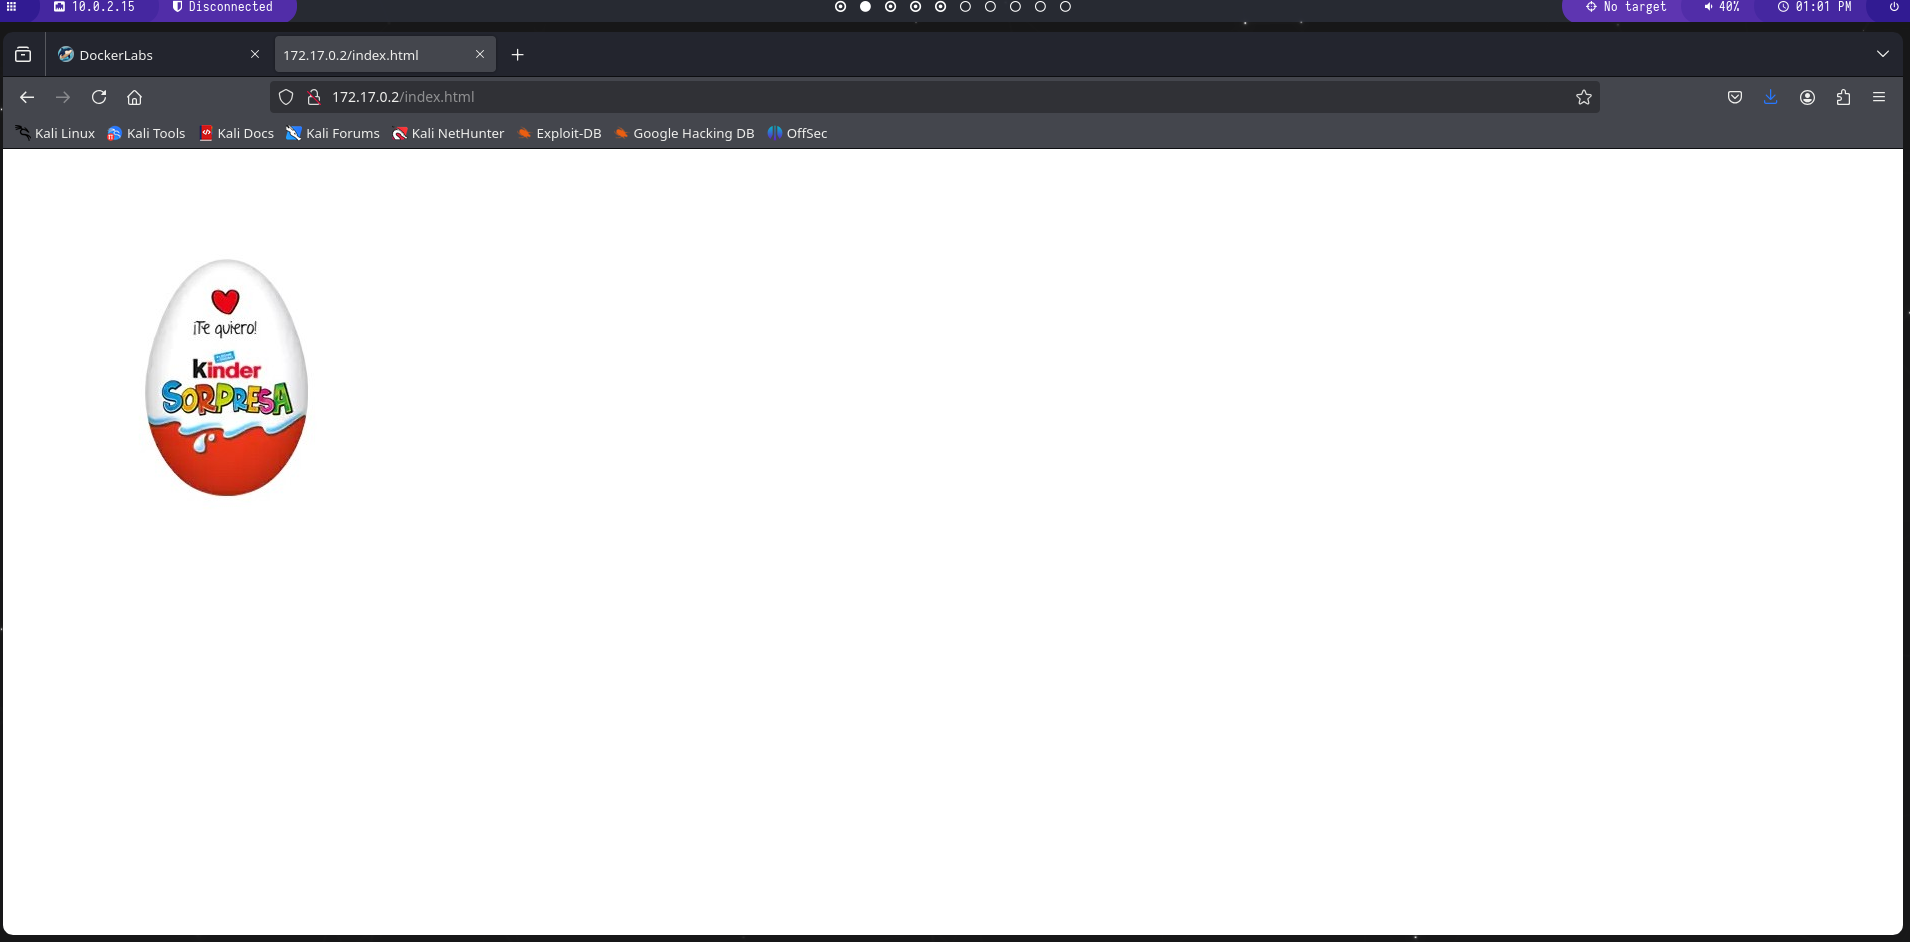 10.0.2.15 Disconnected No target 40% 01:01 PM
DockerLabs 172.17.0.2/index.html
172.17.0.2/index.html
Kali Linux Kali Tools Kali Docs Kali Forums Kali NetHunter Exploit-DB Google Hacking DB OffSec
¡Te quiero!
Kinder
SORPRESA